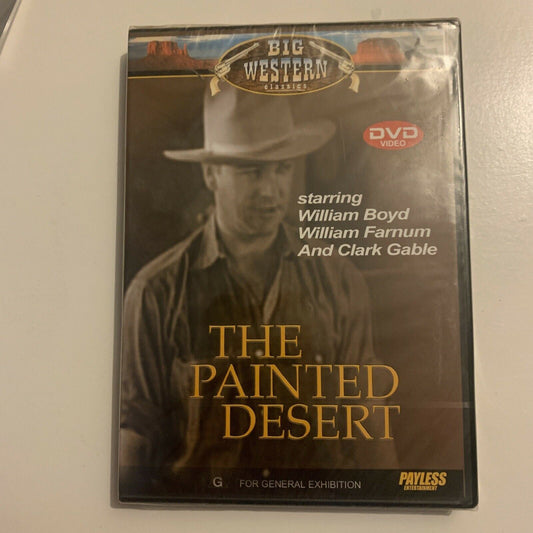 BIG
WESTERN
classics
DVD
VIDEO
starring
William Boyd
William Farnum
And Clark Gable
THE
PAINTED
DESERT
G FOR GENERAL EXHIBITION
PAYLESS
ENTERTAINMENT